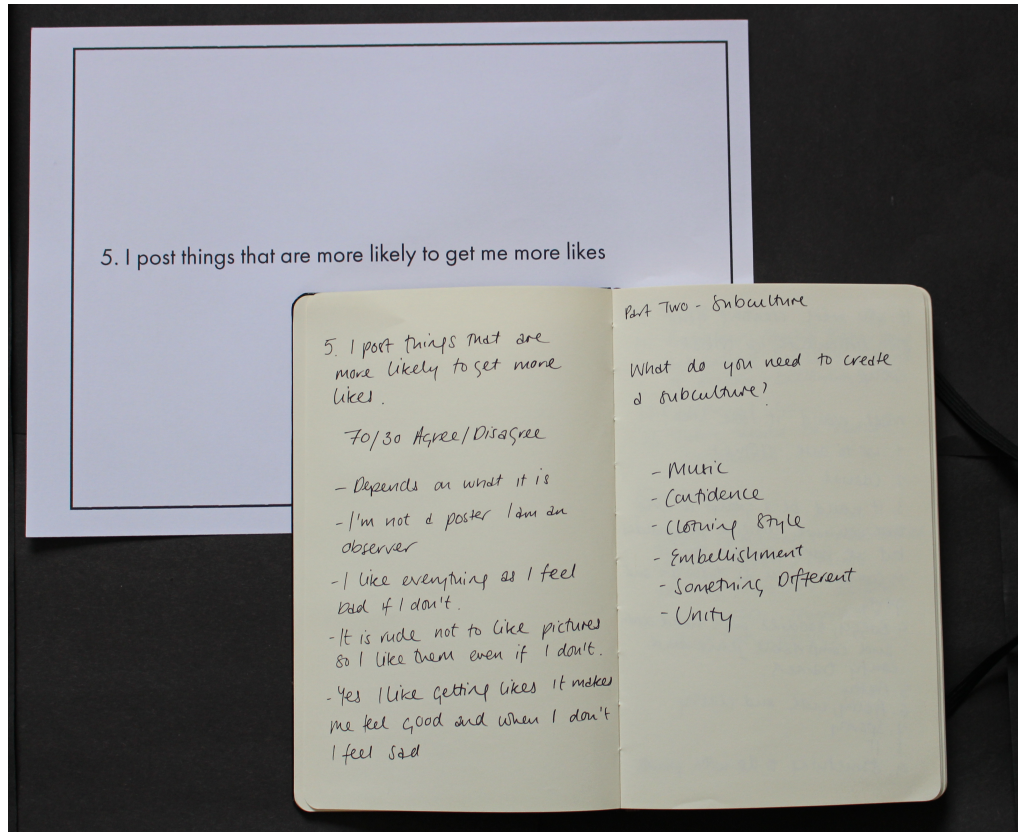 5. I post things that are more likely to get me more likes
5. I post things that are
more likely to get more
likes.
70/30 Agree/Disagree
- Depends on what it is
- I'm not a poster I am an
observer
- I like everything as I feel
bad if I don't.
- It is rude not to like pictures
so I like them even if I don't.
- Yes I like getting likes it makes
me feel good and when I don't
I feel sad
Part Two - Subculture
What do you need to create
a subculture?
- Music
- Confidence
- Clothing Style
- Embellishment
- Something Different
- Unity